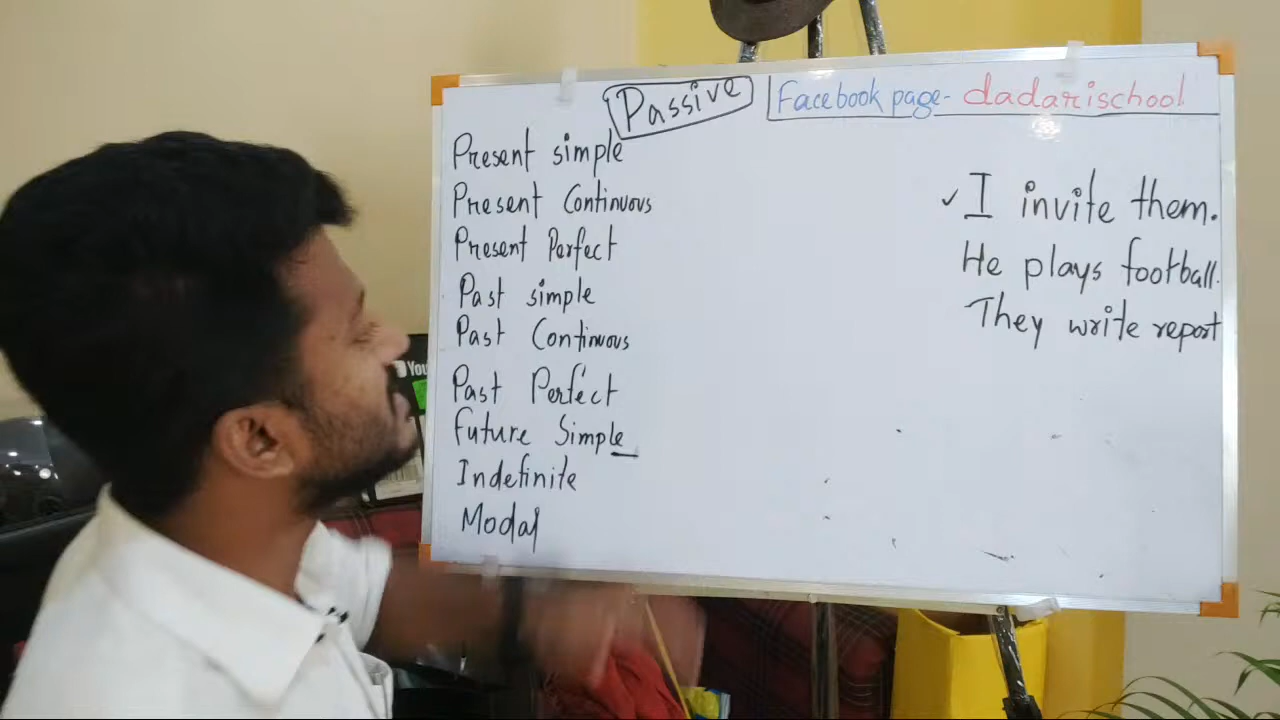 Passive
Facebook page- dadarischool
Present simple
Present Continuous
Present Perfect
Past simple
Past Continuous
Past Perfect
Future Simple
Indefinite
Modal
✓ I invite them.
He plays football.
They write report
You